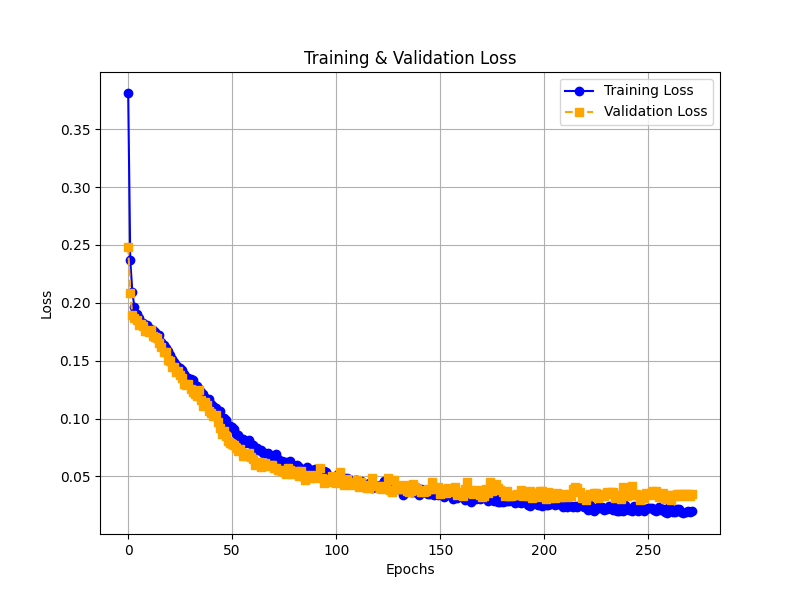 Training & Validation Loss
Training Loss
Validation Loss
Loss
0.35
0.30
0.25
0.20
0.15
0.10
0.05
0
50
100
150
200
250
Epochs